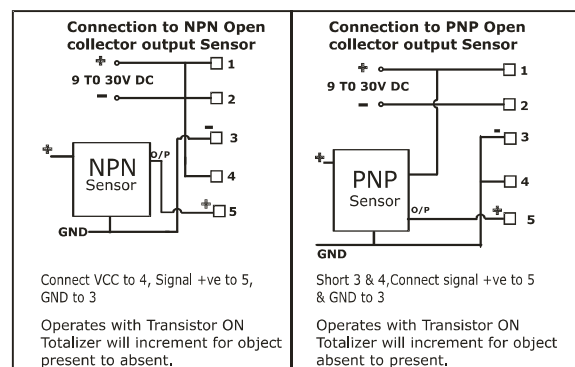 Connection to NPN Open
collector output Sensor
+
9 T0 30V DC
-
1
2
-
3
4
+
5
+
NPN
Sensor
O/P
GND
Connect VCC to 4, Signal +ve to 5,
GND to 3
Operates with Transistor ON
Totalizer will increment for object
present to absent.
Connection to PNP Open
collector output Sensor
+
9 T0 30V DC
-
1
2
-
3
4
+
5
+
PNP
Sensor
O/P
GND
Short 3 & 4,Connect signal +ve to 5
& GND to 3
Operates with Transistor ON
Totalizer will increment for object
absent to present.